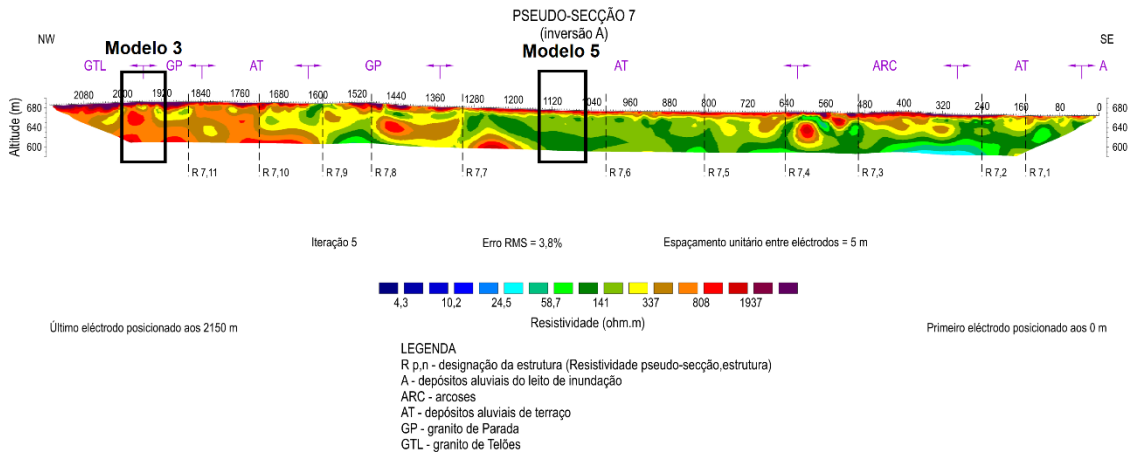 PSEUDO-SECÇÃO 7
(inversão A)
NW
SE
Modelo 3
Modelo 5
GTL GP AT GP AT ARC AT A
2080 2000 1920 1840 1760 1680 1600 1520 1440 1360 1280 1200 1120 1040 960 880 800 720 640 560 480 400 320 240 160 80 0
Altitude (m)
680
640
600
680
640
600
R 7,11 R 7,10 R 7,9 R 7,8 R 7,7 R 7,6 R 7,5 R 7,4 R 7,3 R 7,2 R 7,1
Iteração 5 Erro RMS = 3,8% Espaçamento unitário entre eléctrodos = 5 m
4,3 10,2 24,5 58,7 141 337 808 1937
Resistividade (ohm.m)
Último eléctrodo posicionado aos 2150 m
Primeiro eléctrodo posicionado aos 0 m
LEGENDA
R p,n - designação da estrutura (Resistividade pseudo-secção,estrutura)
A - depósitos aluviais do leito de inundação
ARC - arcoses
AT - depósitos aluviais de terraço
GP - granito de Parada
GTL - granito de Telões